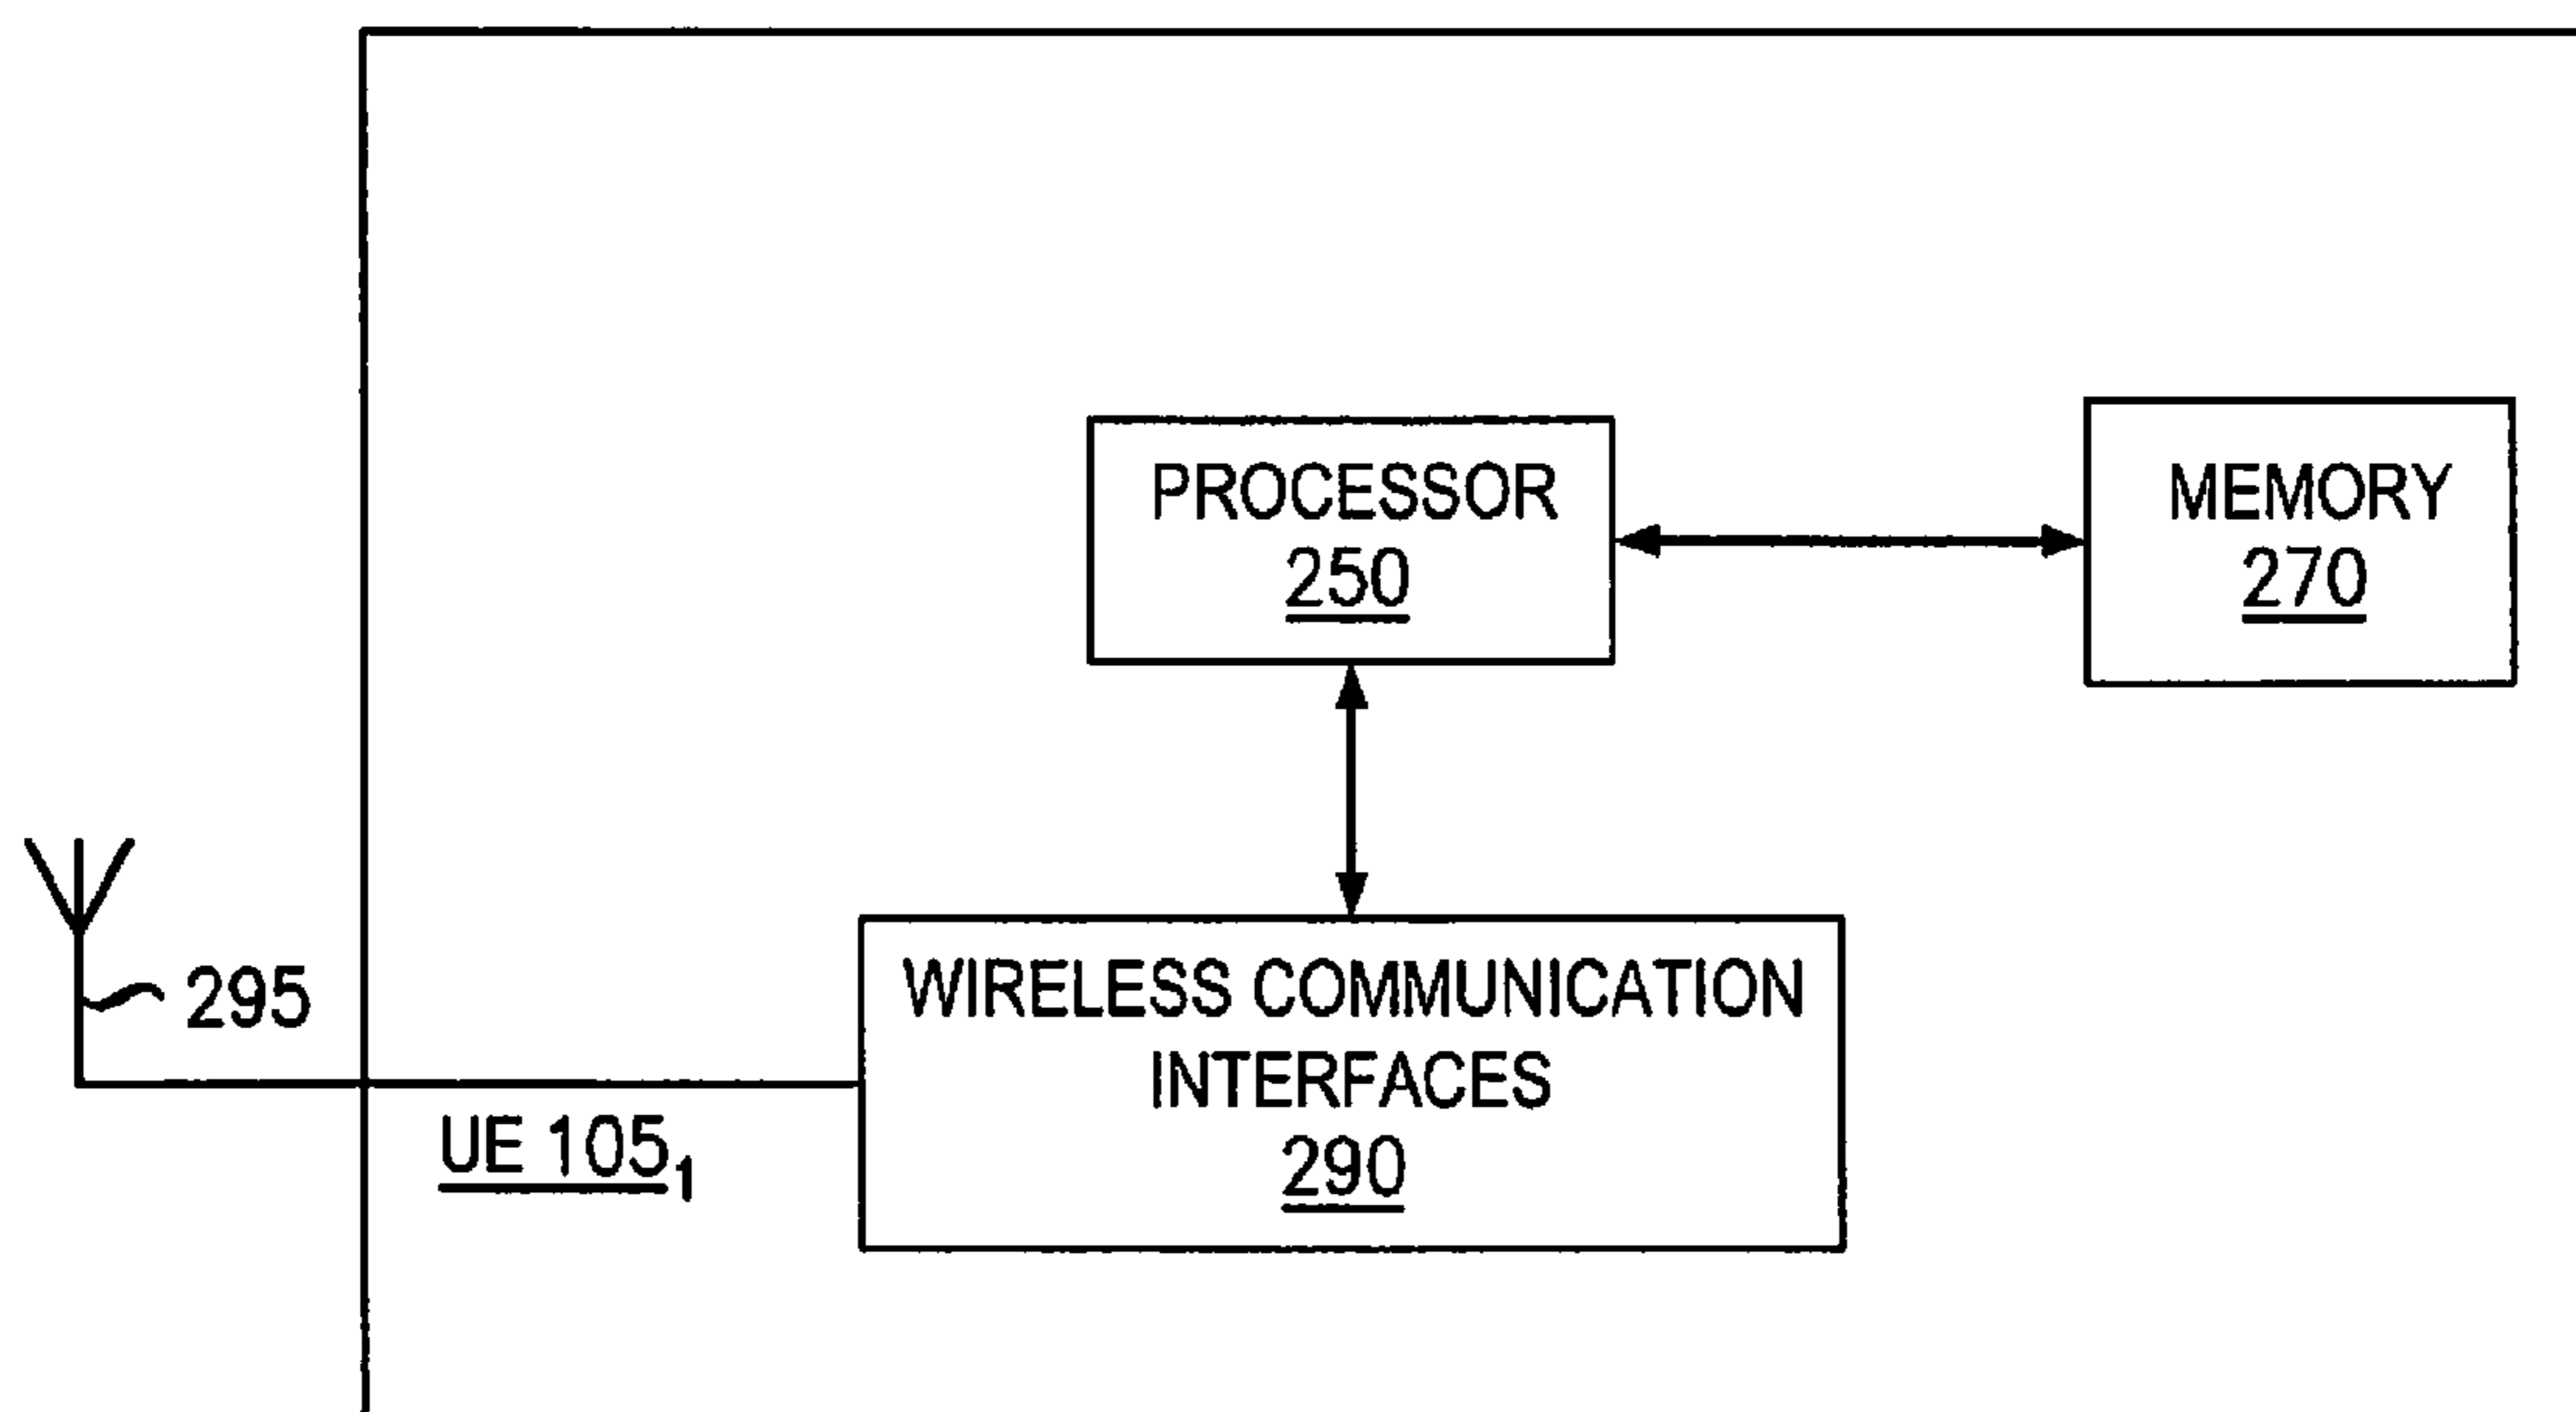 PROCESSOR
250
MEMORY
270
295
WIRELESS COMMUNICATION
INTERFACES
290
UE 105₁